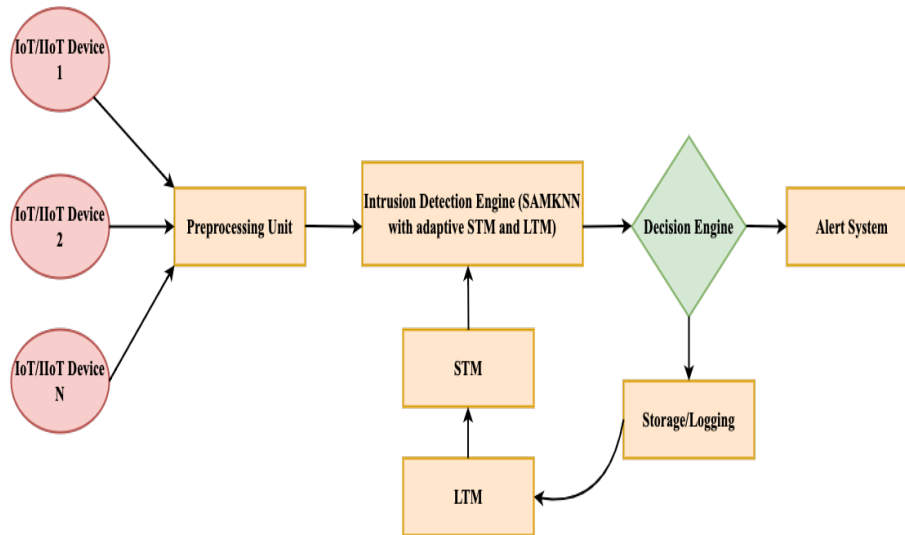 IoT/IIoT Device
1
IoT/IIoT Device
2
IoT/IIoT Device
N
Preprocessing Unit
Intrusion Detection Engine (SAMKNN
with adaptive STM and LTM)
Decision Engine
Alert System
STM
LTM
Storage/Logging